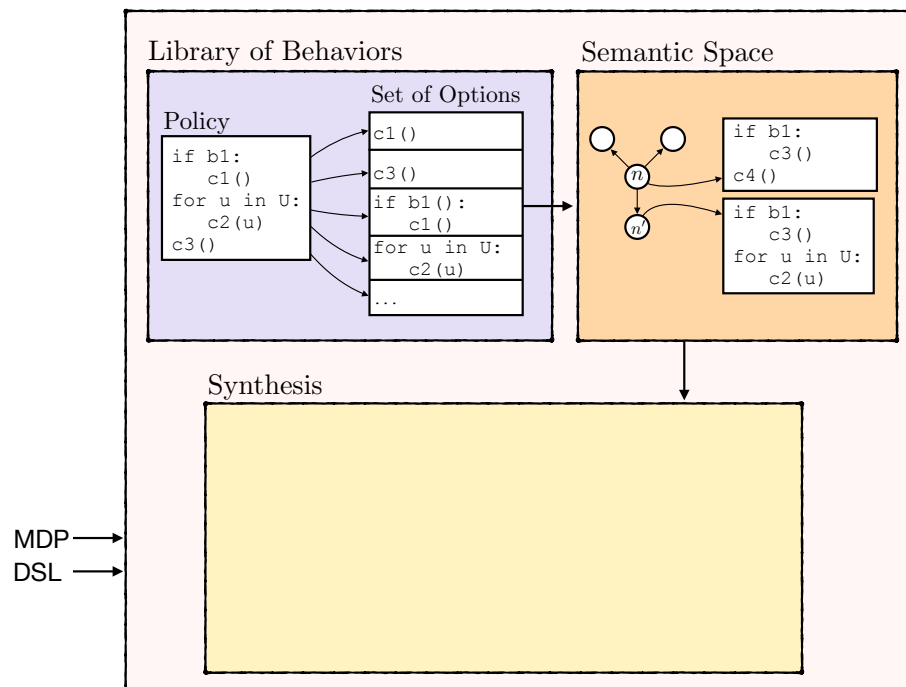 Library of Behaviors
Semantic Space
Set of Options
Policy
if b1:
c1()
for u in U:
c2(u)
c3()
c1()
c3()
if b1():
c1()
for u in U:
c2(u)
...
n
n′
if b1:
c3()
c4()
if b1:
c3()
for u in U:
c2(u)
Synthesis
MDP
DSL